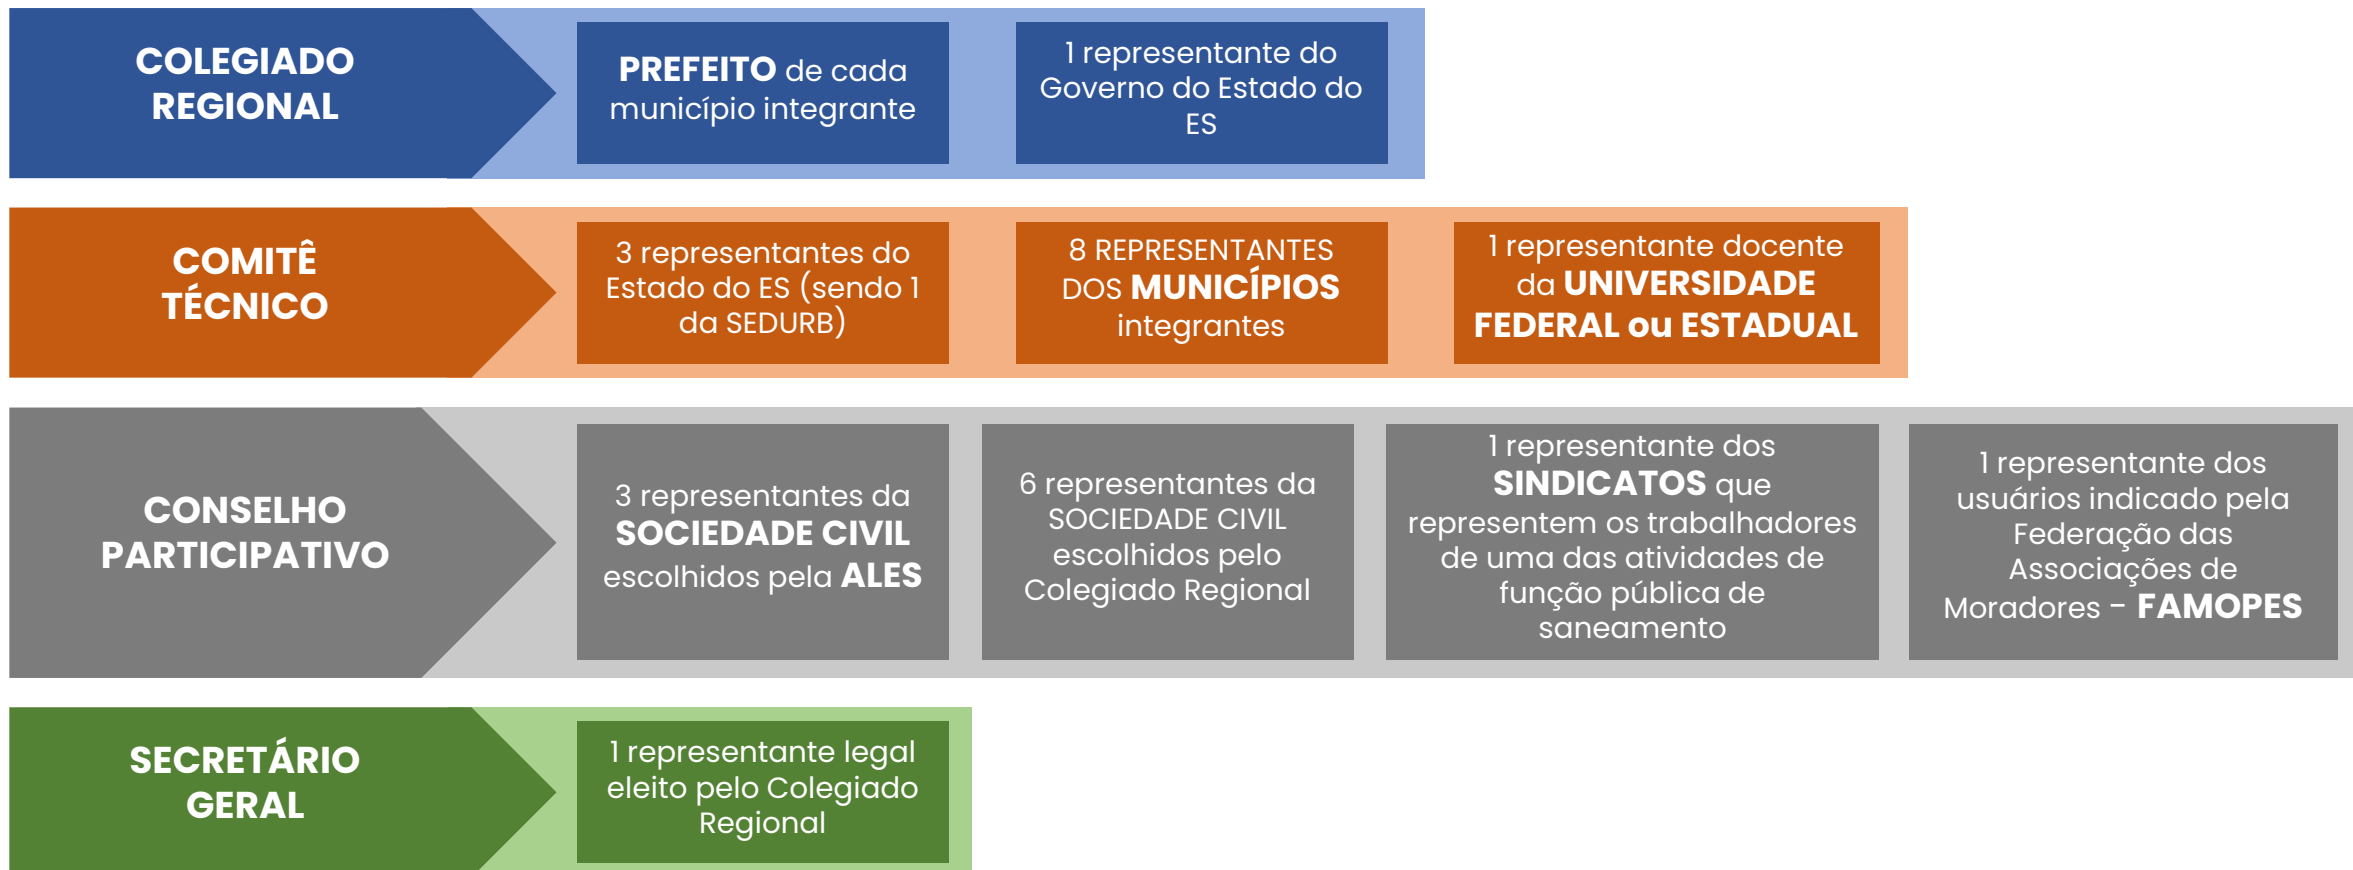 COLEGIADO
REGIONAL
PREFEITO de cada
município integrante
1 representante do
Governo do Estado do
ES
COMITÊ
TÉCNICO
3 representantes do
Estado do ES (sendo 1
da SEDURB)
8 REPRESENTANTES
DOS MUNICÍPIOS
integrantes
1 representante docente
da UNIVERSIDADE
FEDERAL ou ESTADUAL
CONSELHO
PARTICIPATIVO
3 representantes da
SOCIEDADE CIVIL
escolhidos pela ALES
6 representantes da
SOCIEDADE CIVIL
escolhidos pelo
Colegiado Regional
1 representante dos
SINDICATOS que
representem os trabalhadores
de uma das atividades de
função pública de
saneamento
1 representante dos
usuários indicado pela
Federação das
Associações de
Moradores - FAMOPES
SECRETÁRIO
GERAL
1 representante legal
eleito pelo Colegiado
Regional